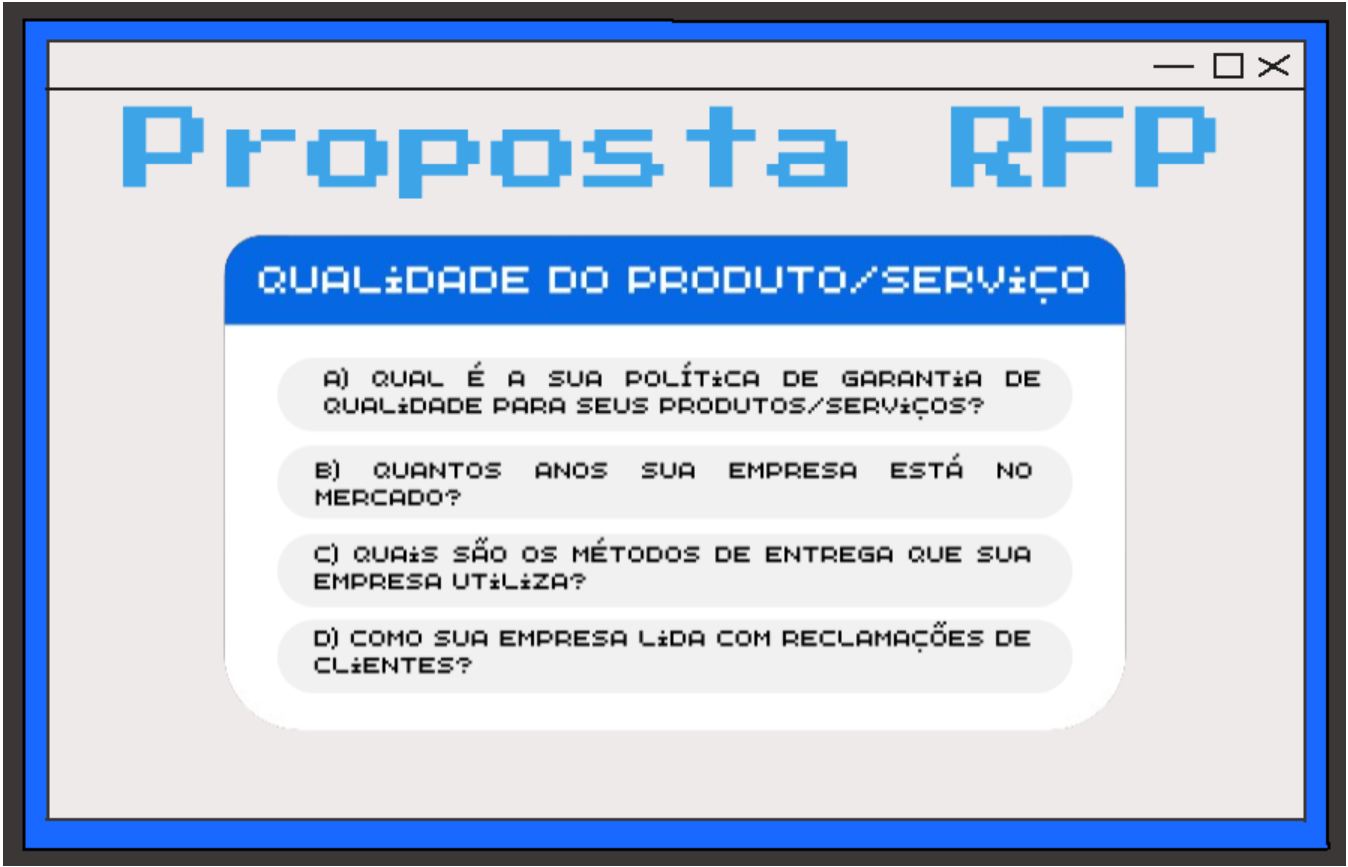 Proposta RFP
QUALiDADE DO PRODUTO/SERViÇO
A) QUAL É A SUA POLÍTiCA DE GARANTiA DE
QUALiDADE PARA SEUS PRODUTOS/SERViÇOS?
B) QUANTOS ANOS SUA EMPRESA ESTÁ NO
MERCADO?
C) QUAiS SÃO OS MÉTODOS DE ENTREGA QUE SUA
EMPRESA UTiLiZA?
D) COMO SUA EMPRESA LiDA COM RECLAMAÇÕES DE
CLiENTES?